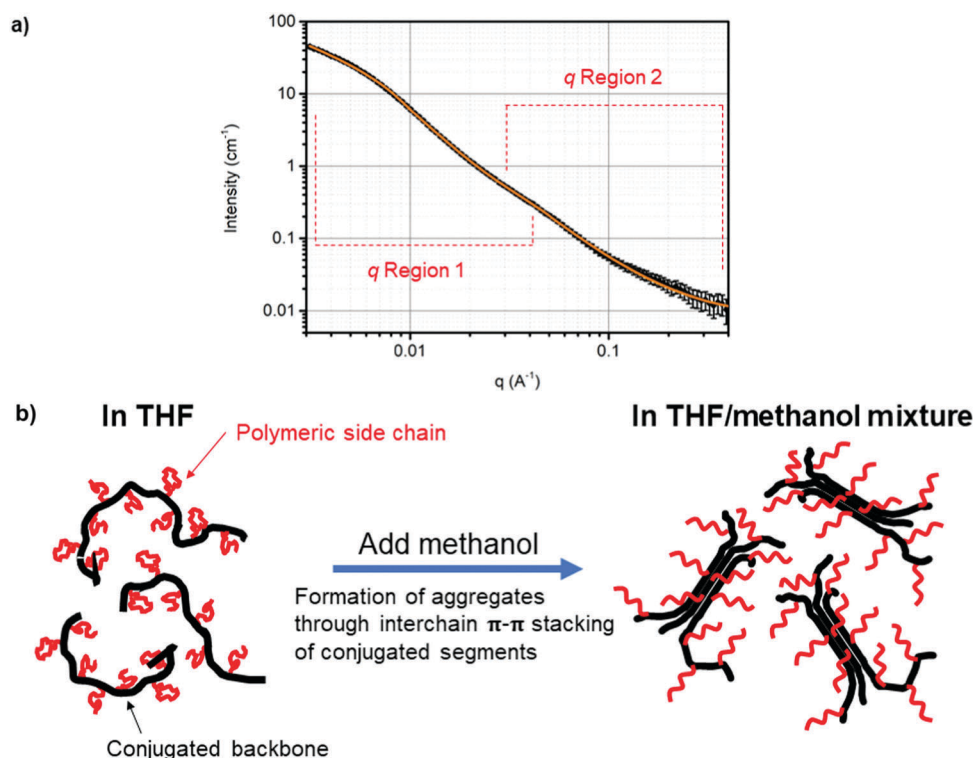 a)
100
10
1
0.1
0.01
Intensity (cm⁻¹)
q Region 2
q Region 1
0.01
0.1
q (A⁻¹)
b)
In THF
Polymeric side chain
Conjugated backbone
Add methanol
Formation of aggregates
through interchain π-π stacking
of conjugated segments
In THF/methanol mixture